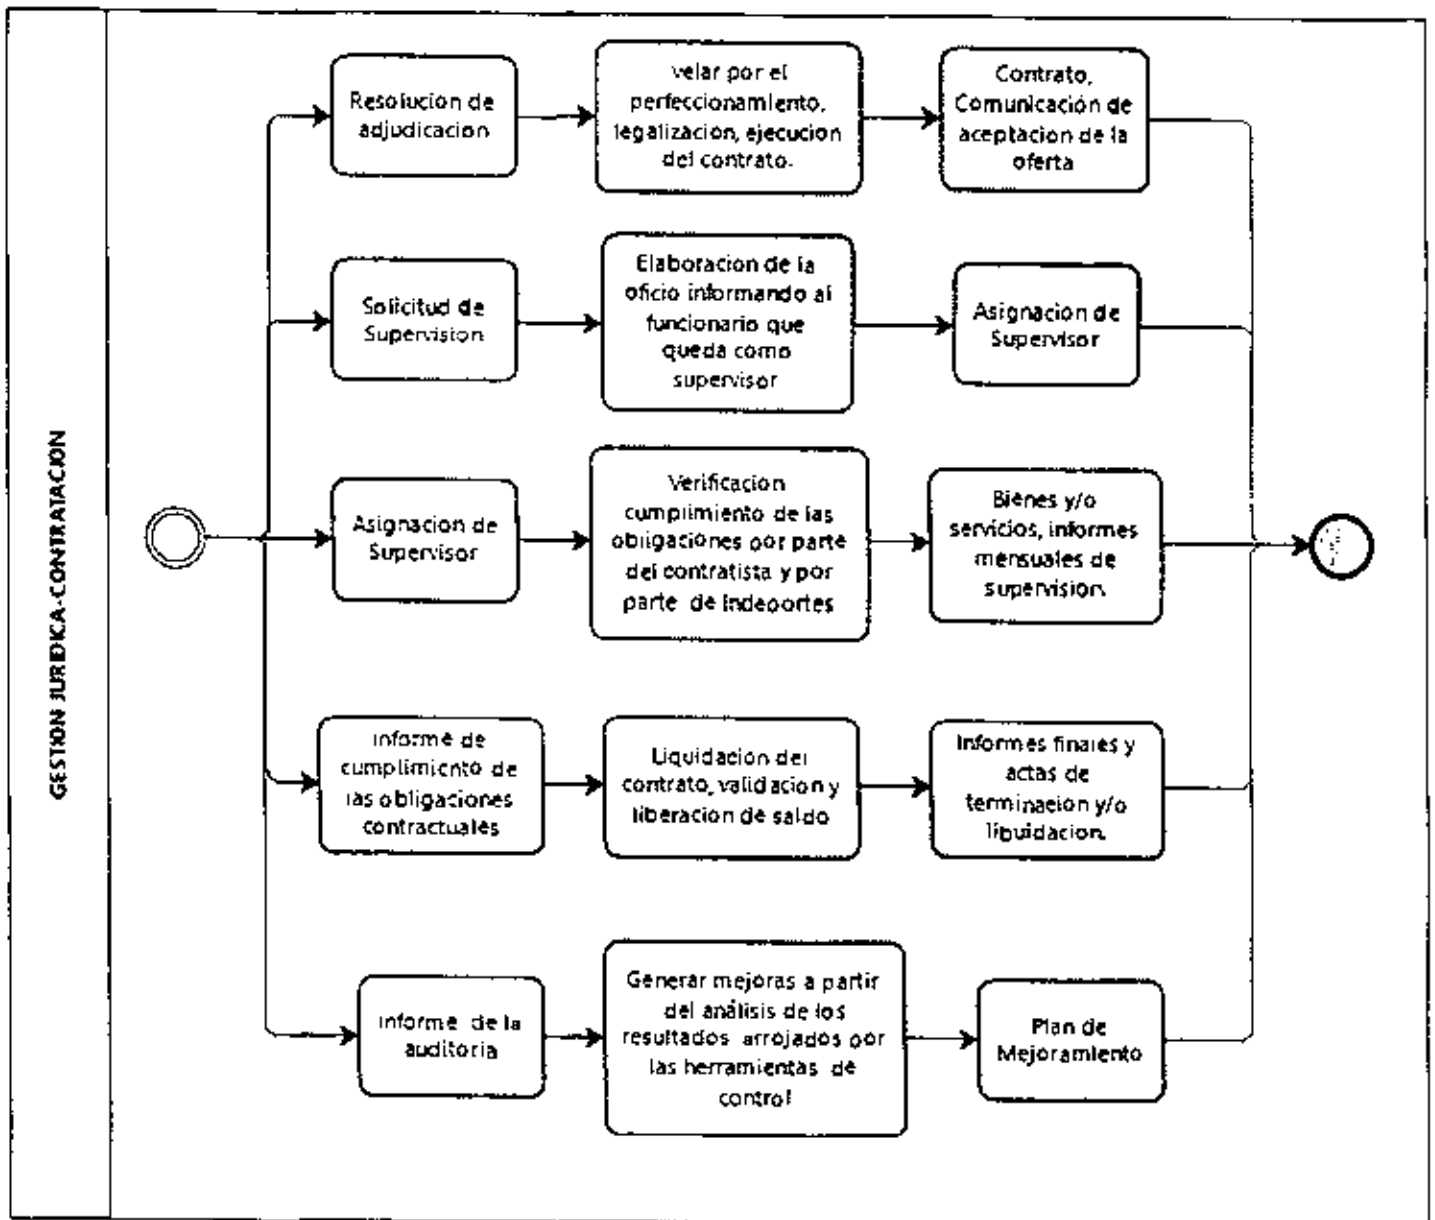 GESTION JURIDICA-CONTRATACION
Resolucion de
adjudicacion
velar por el
perfeccionamiento,
legalización, ejecucion
del contrato.
Contrato,
Comunicación de
aceptacion de la
oferta
Solicitud de
Supervision
Elaboracion de la
oficio informando al
funcionario que
queda como
supervisor
Asignacion de
Supervisor
Asignacion de
Supervisor
Verificacion
cumplimiento de las
obligaciones por parte
del contratista y por
parte de Indeportes
Bienes y/o
servicios, informes
mensuales de
supervision.
Informe de
cumplimiento de
las obligaciones
contractuales
Liquidacion del
contrato, validacion y
liberacion de saldo
Informes finales y
actas de
terminacion y/o
libuidacion.
Informe de la
auditoria
Generar mejoras a partir
del análisis de los
resultados arrojados por
las herramientas de
control
Plan de
Mejoramiento